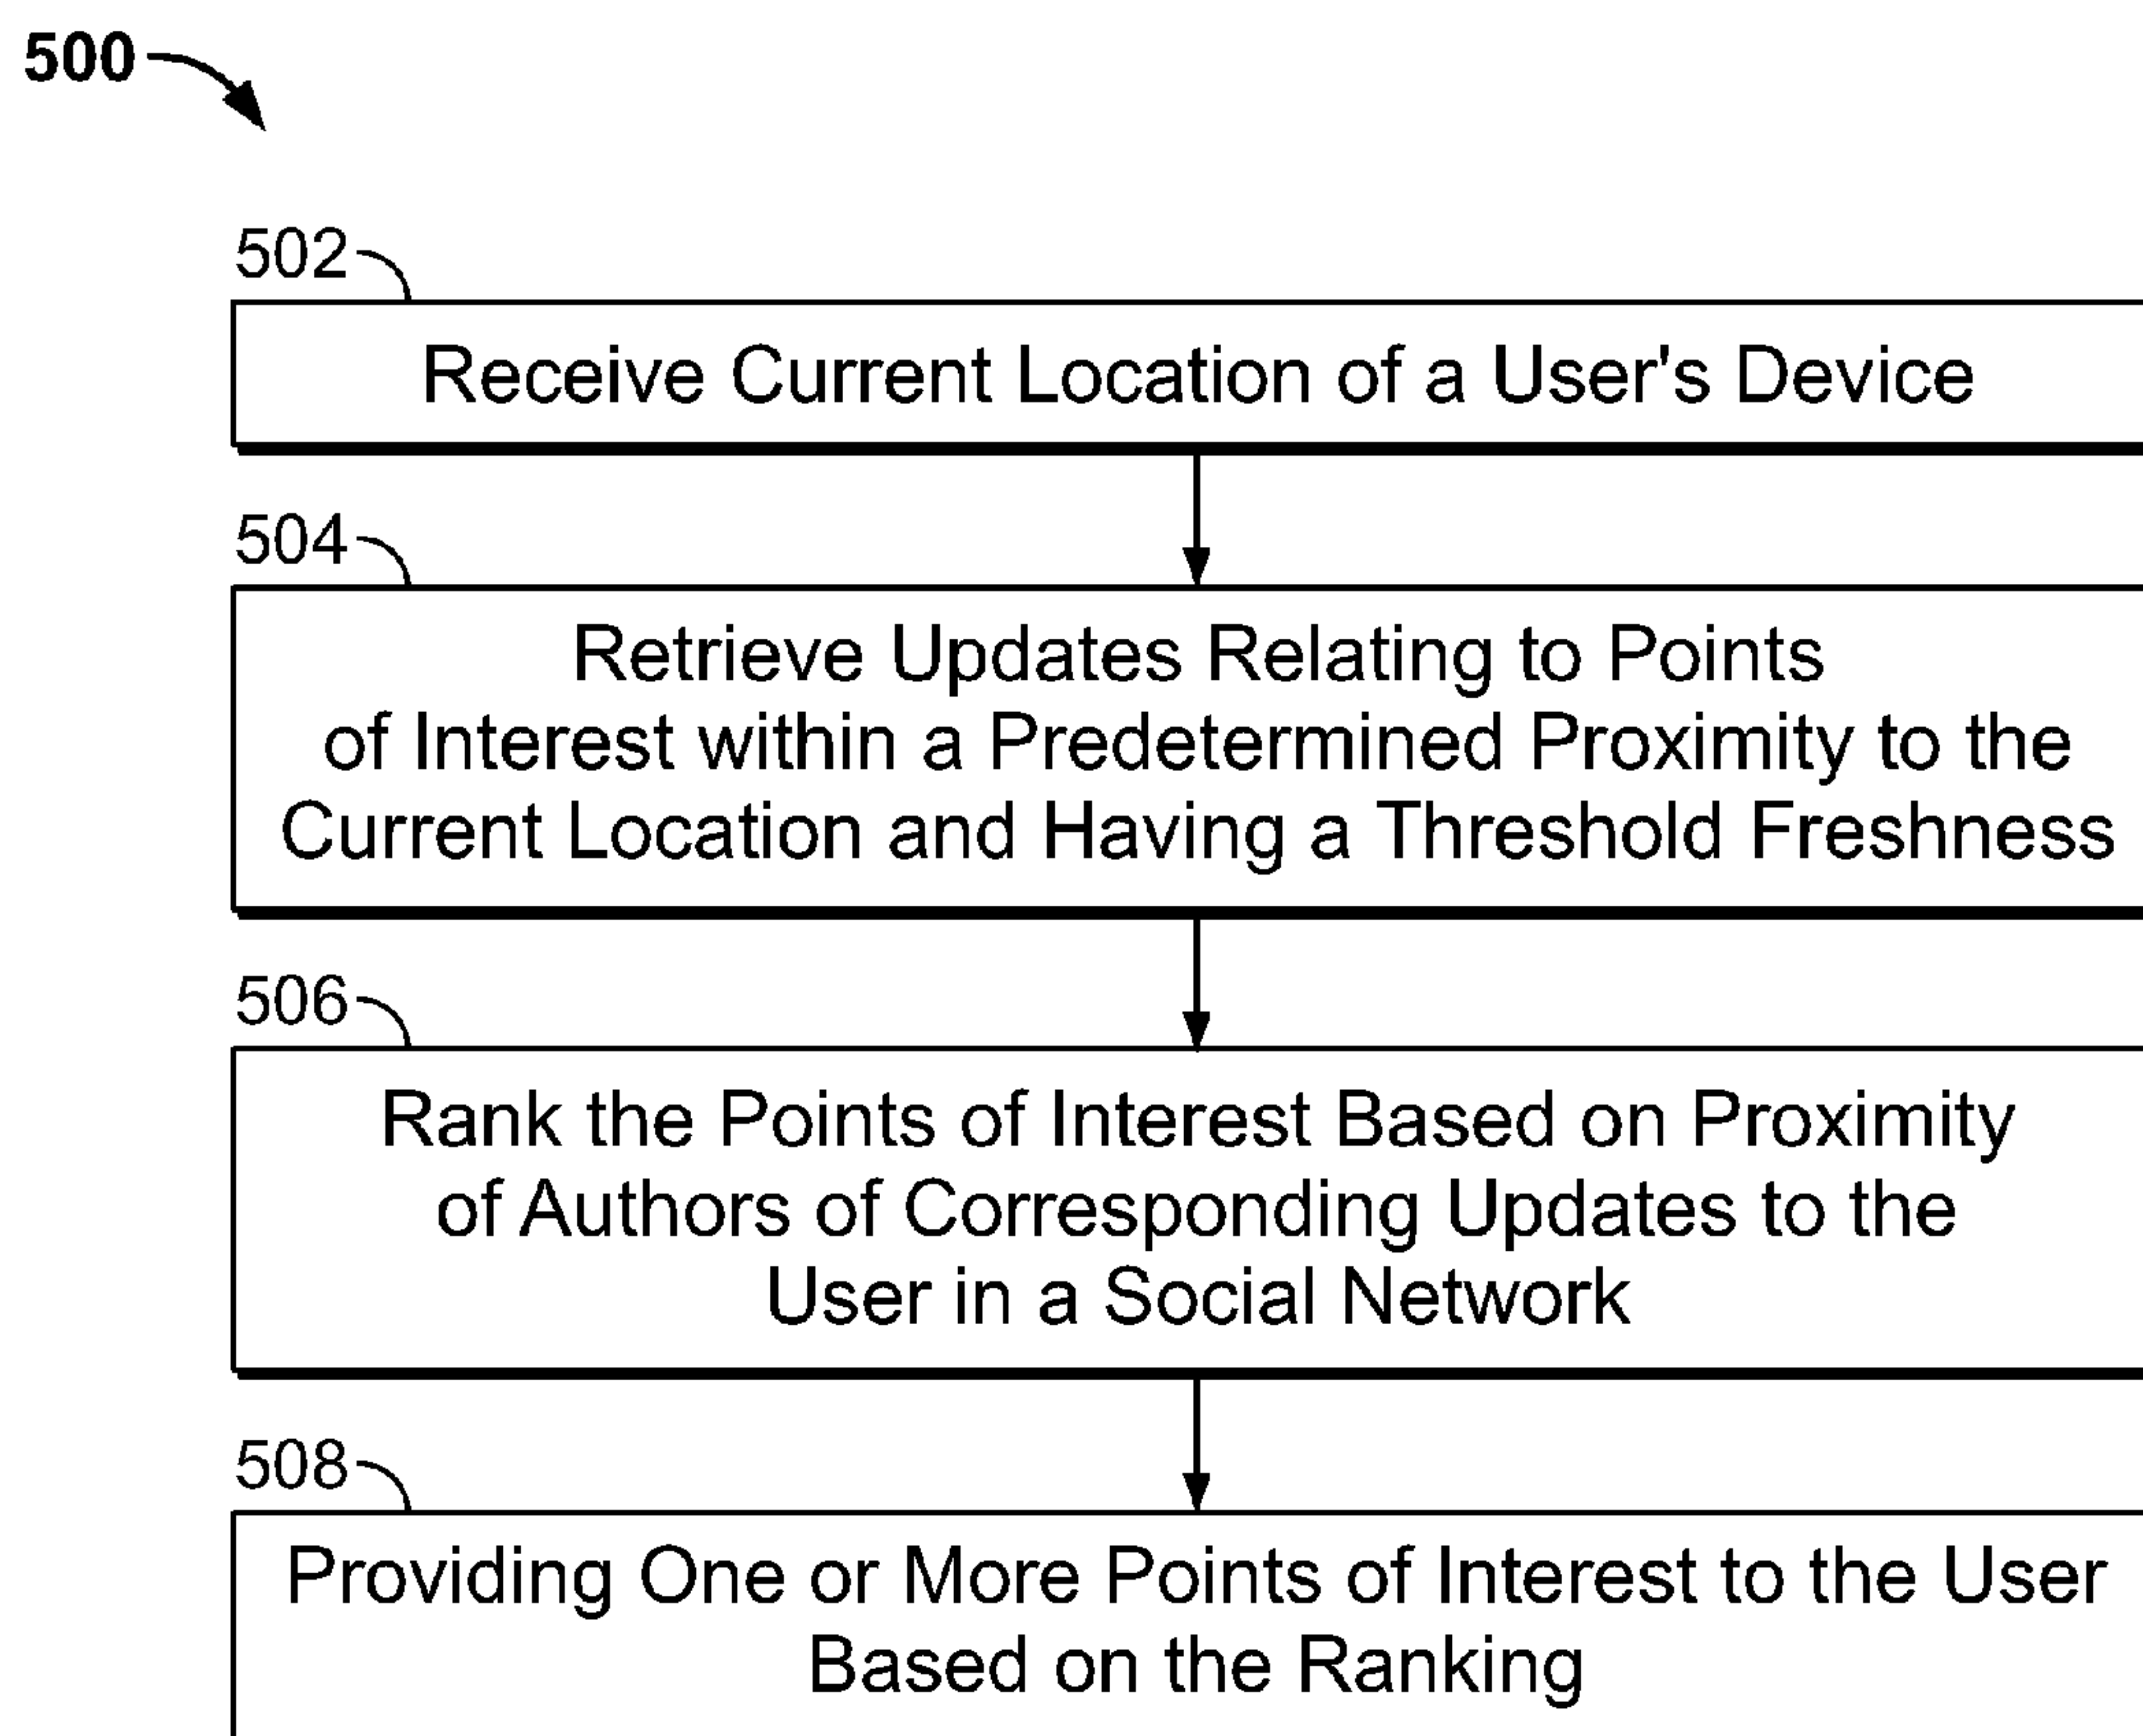 500
502
Receive Current Location of a User's Device
504
Retrieve Updates Relating to Points
of Interest within a Predetermined Proximity to the
Current Location and Having a Threshold Freshness
506
Rank the Points of Interest Based on Proximity
of Authors of Corresponding Updates to the
User in a Social Network
508
Providing One or More Points of Interest to the User
Based on the Ranking